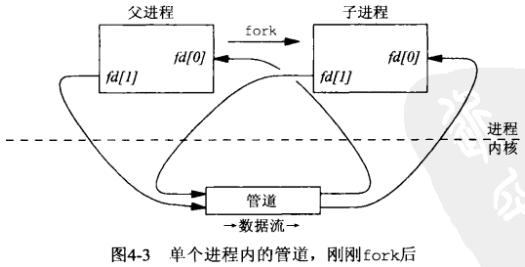 父进程
子进程
fork
fd[0]
fd[0]
fd[1]
fd[1]
进程
内核
管道
→数据流→
图4-3 单个进程内的管道，刚刚fork后